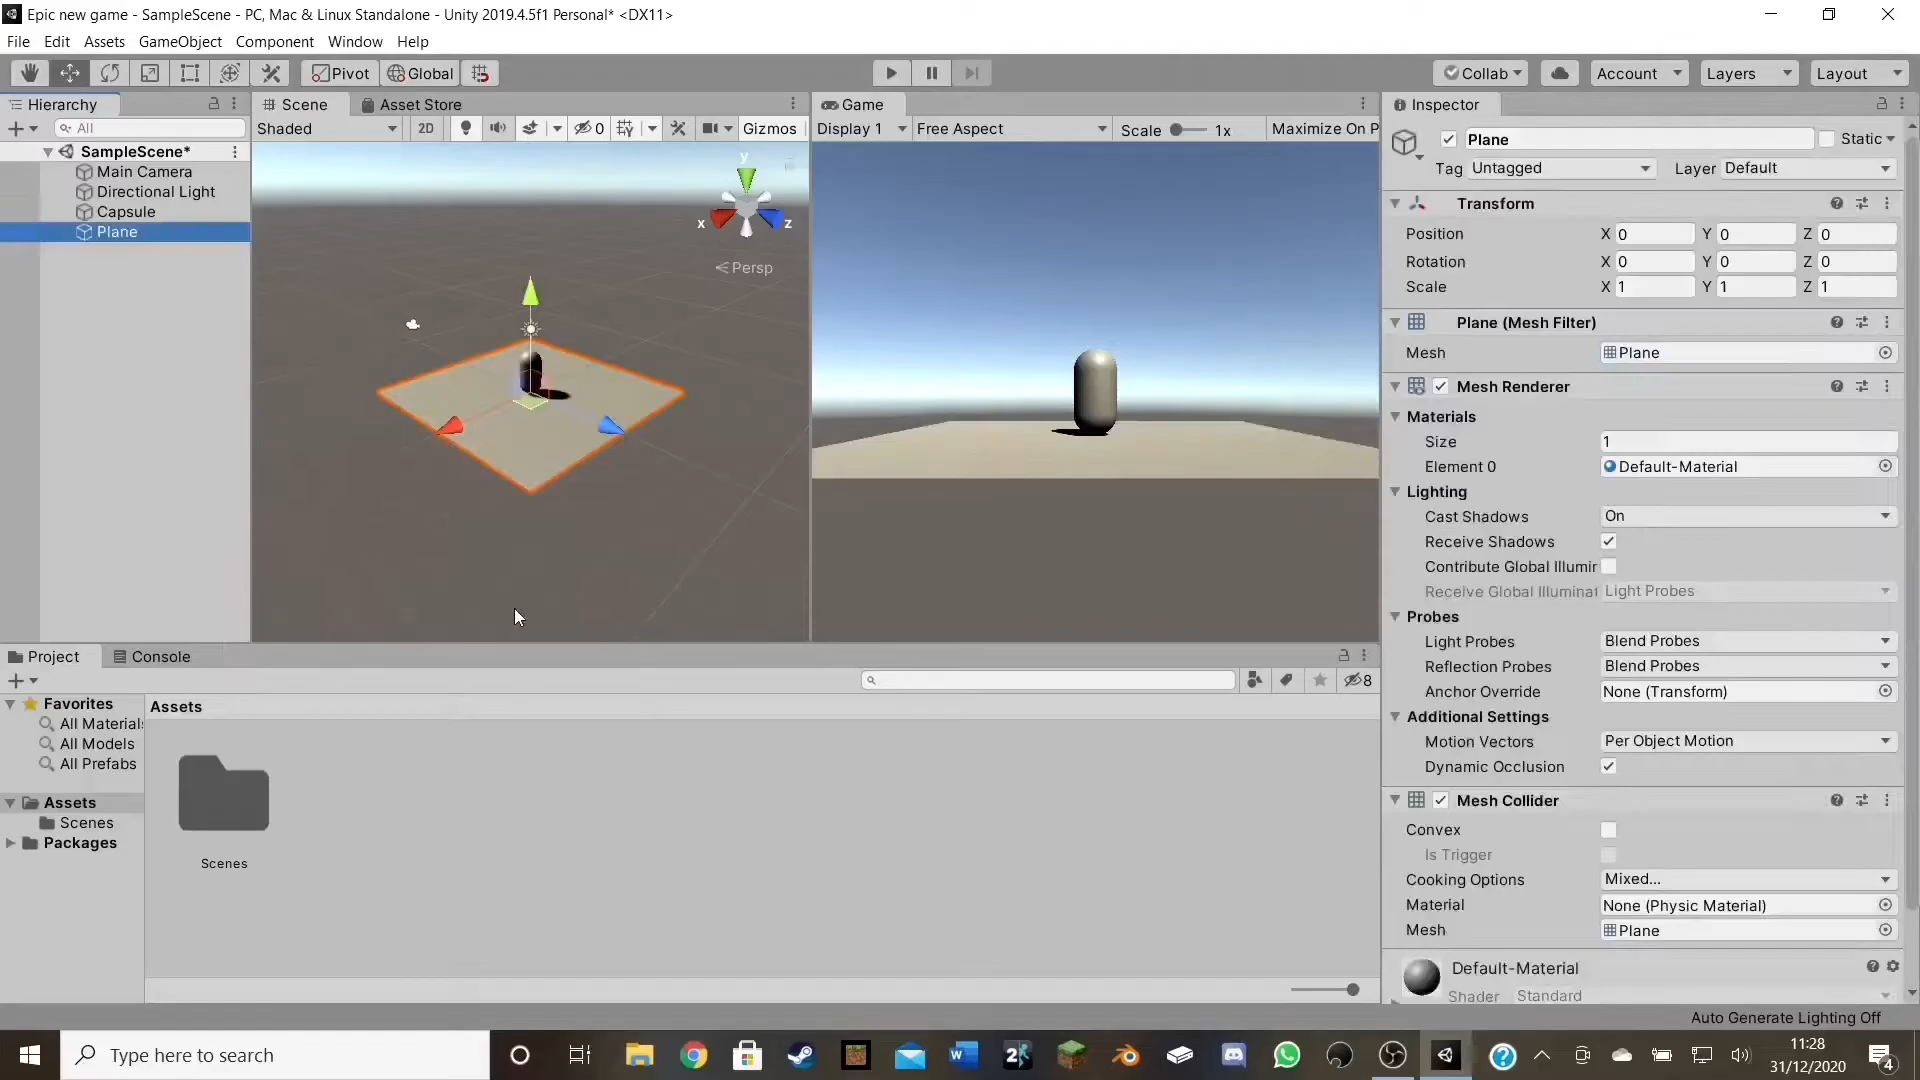 Epic new game - SampleScene - PC, Mac & Linux Standalone - Unity 2019.4.5f1 Personal* <DX11>
File Edit Assets GameObject Component Window Help
Pivot Global Collab Account Layers Layout
Hierarchy
All
SampleScene*
Main Camera
Directional Light
Capsule
Plane
Scene Asset Store
Shaded 2D 0 Gizmos
y
x z
Persp
Game
Display 1 Free Aspect Scale 1x Maximize On P
Inspector
Plane Static
Tag Untagged Layer Default
Transform
Position X 0 Y 0 Z 0
Rotation X 0 Y 0 Z 0
Scale X 1 Y 1 Z 1
Plane (Mesh Filter)
Mesh Plane
Mesh Renderer
Materials
Size 1
Element 0 Default-Material
Lighting
Cast Shadows On
Receive Shadows
Contribute Global Illumir
Receive Global Illuminat Light Probes
Probes
Light Probes Blend Probes
Reflection Probes Blend Probes
Anchor Override None (Transform)
Additional Settings
Motion Vectors Per Object Motion
Dynamic Occlusion
Mesh Collider
Convex
Is Trigger
Cooking Options Mixed...
Material None (Physic Material)
Mesh Plane
Default-Material
Shader Standard
Project Console
8
Favorites
All Materials
All Models
All Prefabs
Assets
Scenes
Packages
Assets
Scenes
Auto Generate Lighting Off
Type here to search
11:28
31/12/2020
4